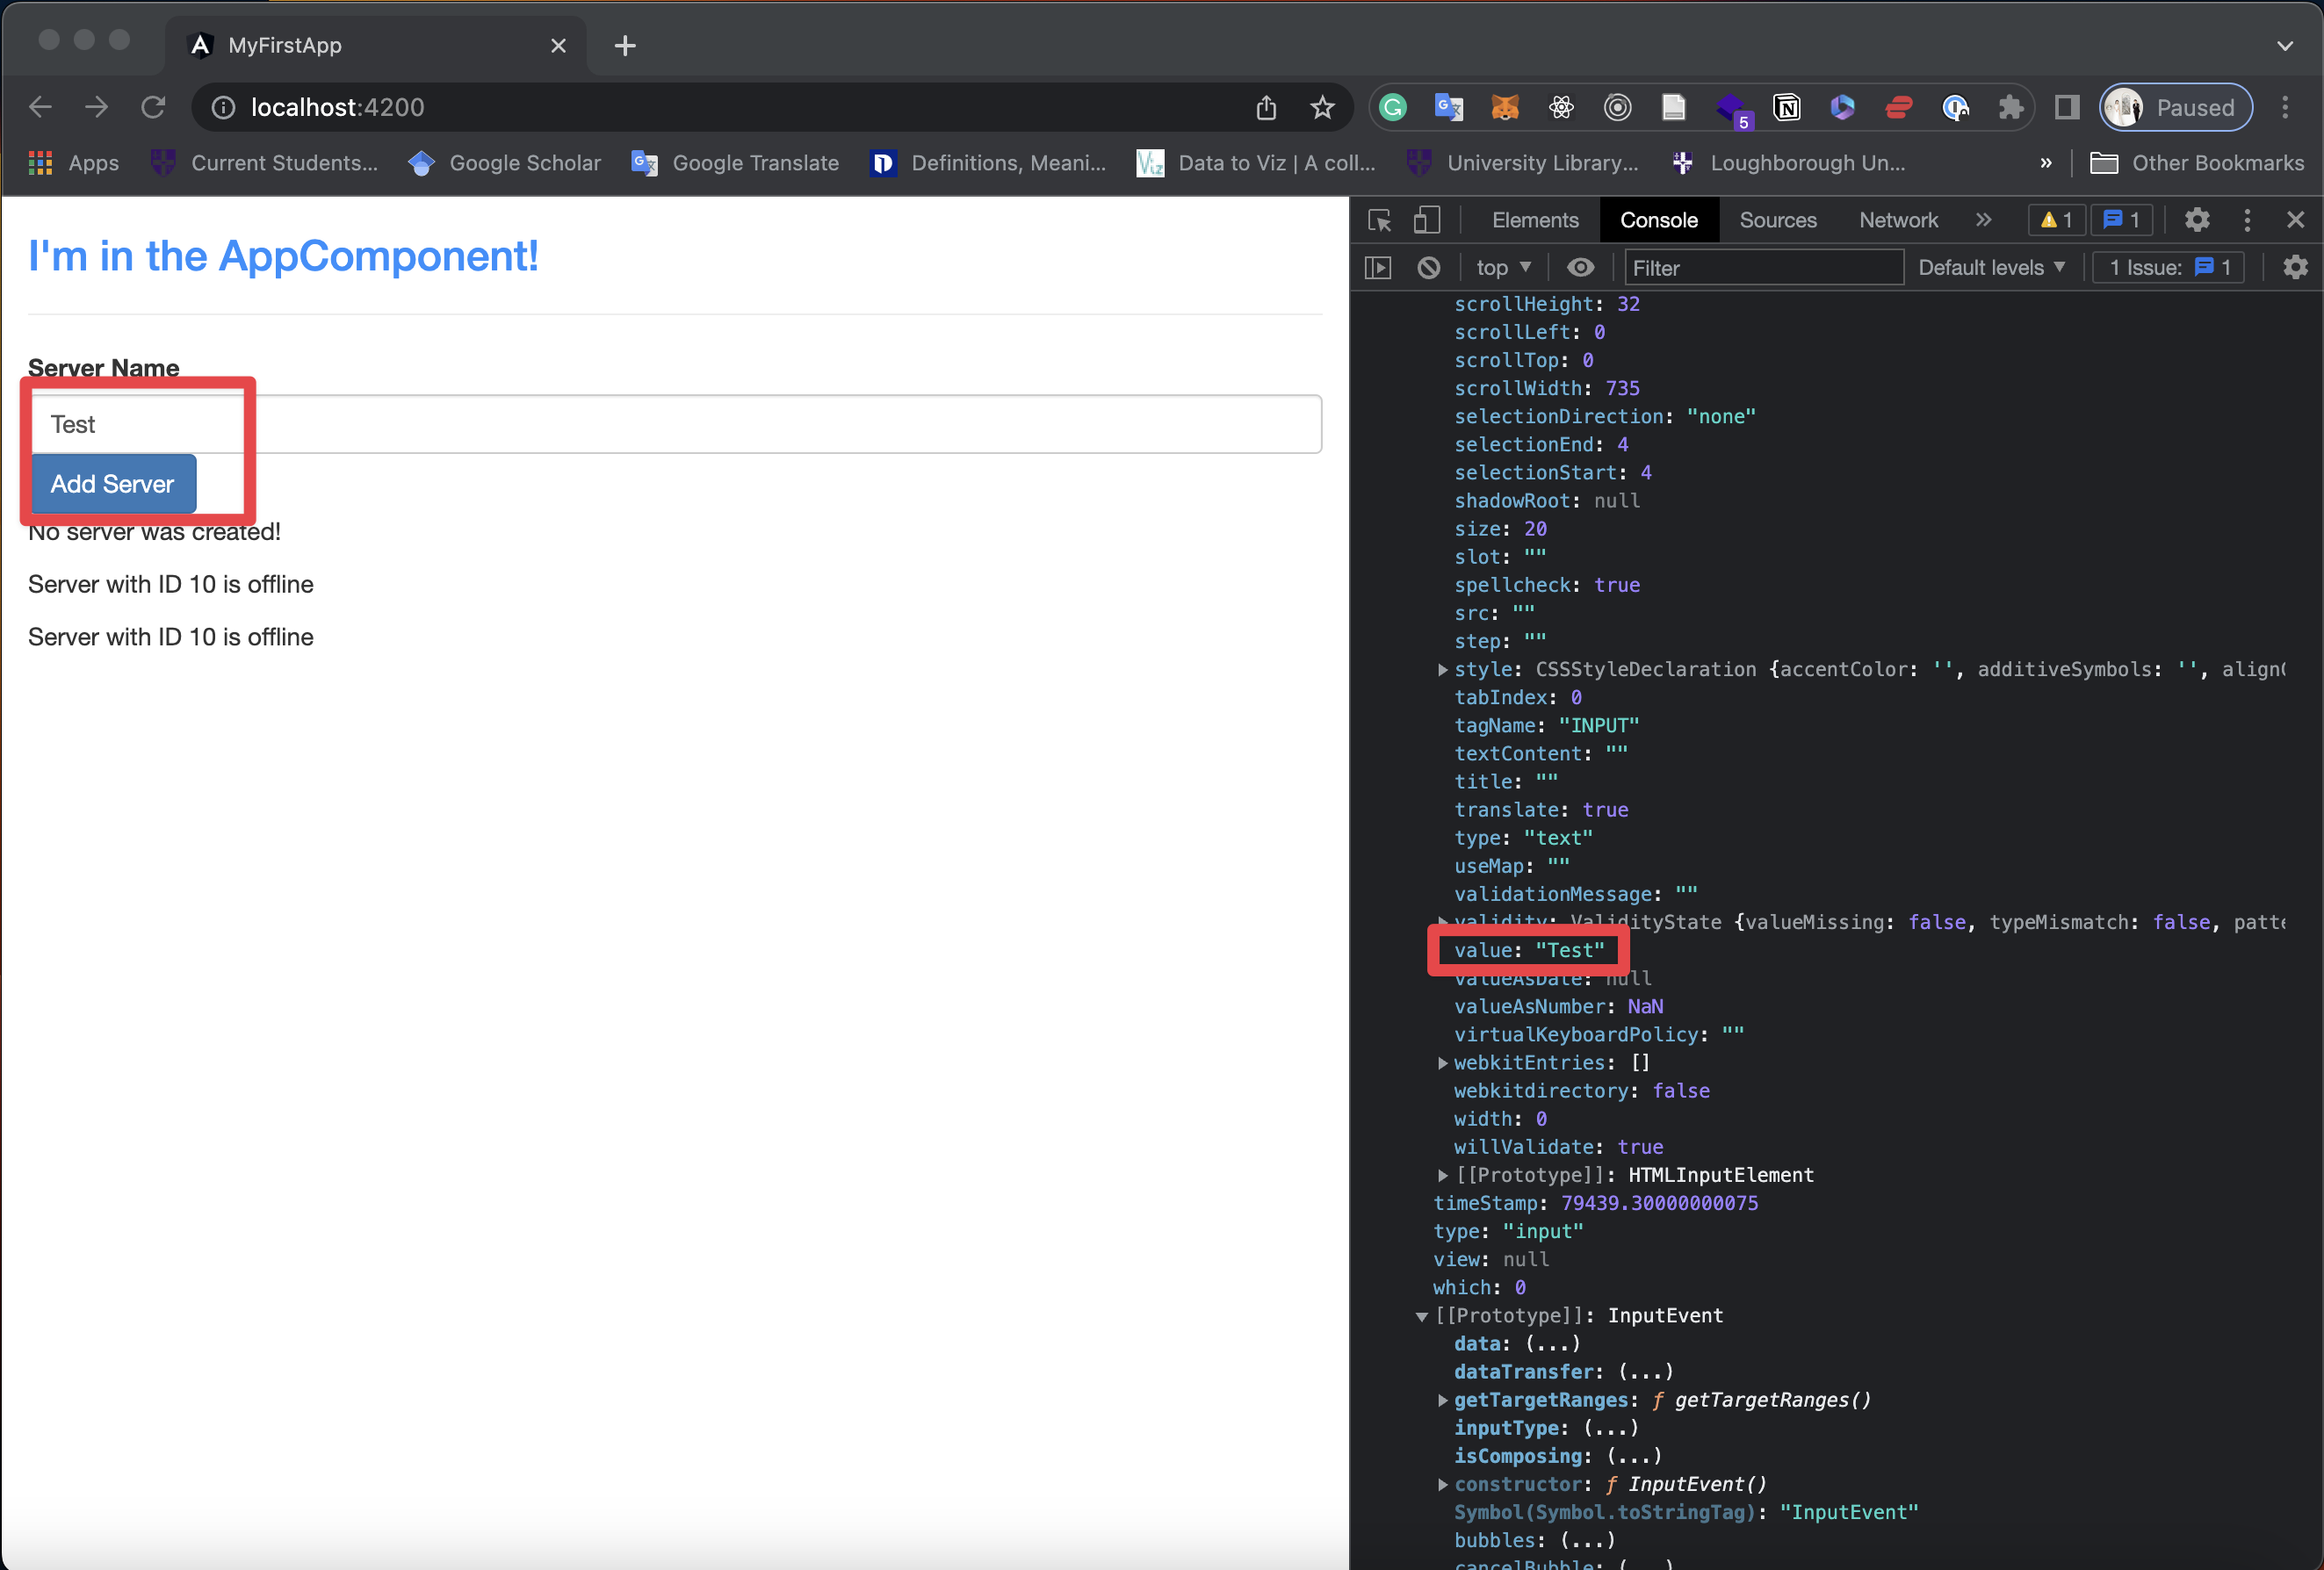 MyFirstApp
localhost:4200
5
Paused
Apps
Current Students...
Google Scholar
Google Translate
Definitions, Meani...
Data to Viz | A coll...
University Library...
Loughborough Un...
»
Other Bookmarks
I'm in the AppComponent!
Server Name
Test
Add Server
No server was created!
Server with ID 10 is offline
Server with ID 10 is offline
Elements
Console
Sources
Network
»
1
1
top
Filter
Default levels
1 Issue: 1
scrollHeight: 32
scrollLeft: 0
scrollTop: 0
scrollWidth: 735
selectionDirection: "none"
selectionEnd: 4
selectionStart: 4
shadowRoot: null
size: 20
slot: ""
spellcheck: true
src: ""
step: ""
style: CSSStyleDeclaration {accentColor: '', additiveSymbols: '', align
tabIndex: 0
tagName: "INPUT"
textContent: ""
title: ""
translate: true
type: "text"
useMap: ""
validationMessage: ""
validity: ValidityState {valueMissing: false, typeMismatch: false, patte
value: "Test"
valueAsDate: null
valueAsNumber: NaN
virtualKeyboardPolicy: ""
webkitEntries: []
webkitdirectory: false
width: 0
willValidate: true
[[Prototype]]: HTMLInputElement
timeStamp: 79439.30000000075
type: "input"
view: null
which: 0
[[Prototype]]: InputEvent
data: (...)
dataTransfer: (...)
getTargetRanges: ƒ getTargetRanges()
inputType: (...)
isComposing: (...)
constructor: ƒ InputEvent()
Symbol(Symbol.toStringTag): "InputEvent"
bubbles: (...)
cancelBubble: (...)